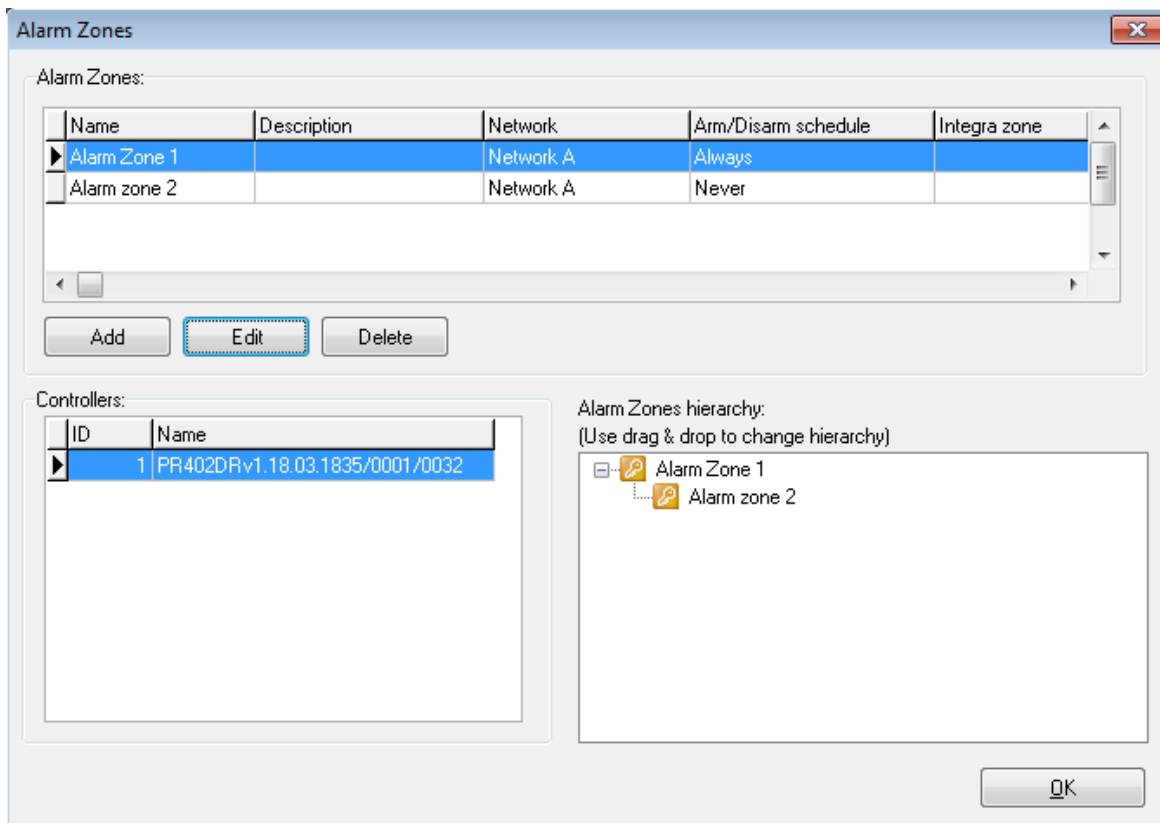 Alarm Zones
Alarm Zones:
Name Description Network Arm/Disarm schedule Integra zone
Alarm Zone 1 Network A Always
Alarm zone 2 Network A Never
Add Edit Delete
Controllers:
ID Name
1 PR402DRv1.18.03.1835/0001/0032
Alarm Zones hierarchy:
(Use drag & drop to change hierarchy)
Alarm Zone 1
Alarm zone 2
OK